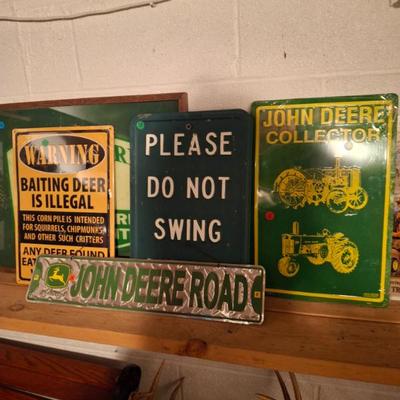 WARNING
BAITING DEER
IS ILLEGAL
THIS CORN PILE IS INTENDED
FOR SQUIRRELS, CHIPMUNKS
AND OTHER SUCH CRITTERS
ANY DEER FOUND
PLEASE
DO NOT
SWING
JOHN DEERE
COLLECTOR
JOHN DEERE ROAD